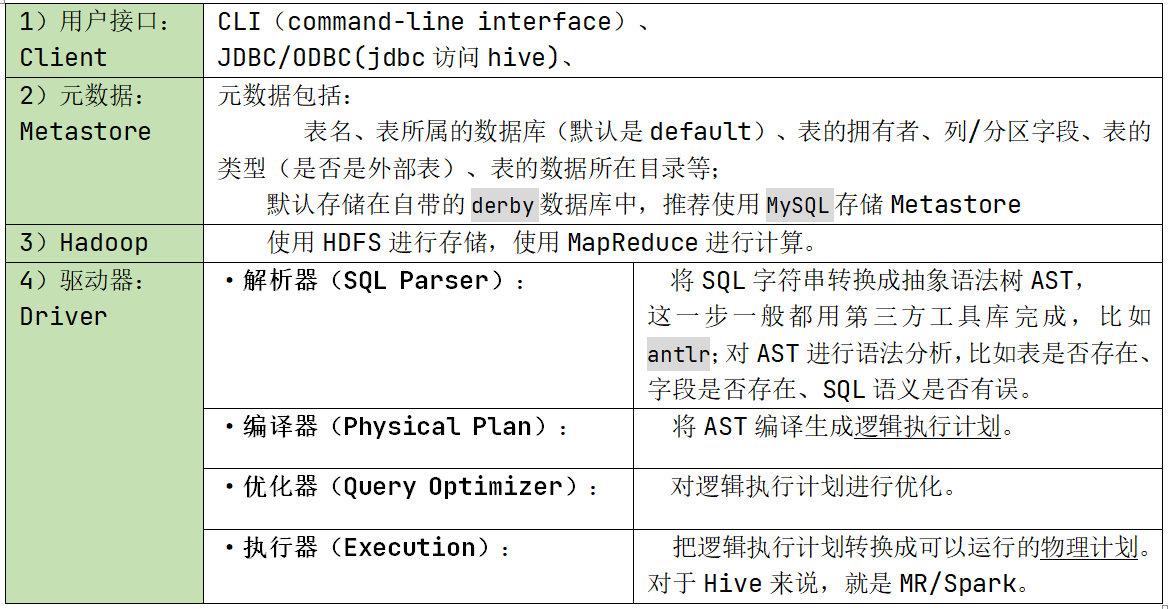 1）用户接口：
Client
CLI（command-line interface）、
JDBC/ODBC(jdbc 访问 hive)、
2）元数据：
Metastore
元数据包括：
表名、表所属的数据库（默认是 default）、表的拥有者、列/分区字段、表的
类型（是否是外部表）、表的数据所在目录等；
默认存储在自带的 derby 数据库中，推荐使用 MySQL 存储 Metastore
3）Hadoop
使用 HDFS 进行存储，使用 MapReduce 进行计算。
4）驱动器：
Driver
·解析器（SQL Parser）：
将 SQL 字符串转换成抽象语法树 AST，
这一步一般都用第三方工具库完成，比如
antlr；对 AST 进行语法分析，比如表是否存在、
字段是否存在、SQL 语义是否有误。
·编译器（Physical Plan）：
将 AST 编译生成逻辑执行计划。
·优化器（Query Optimizer）：
对逻辑执行计划进行优化。
·执行器（Execution）：
把逻辑执行计划转换成可以运行的物理计划。
对于 Hive 来说，就是 MR/Spark。